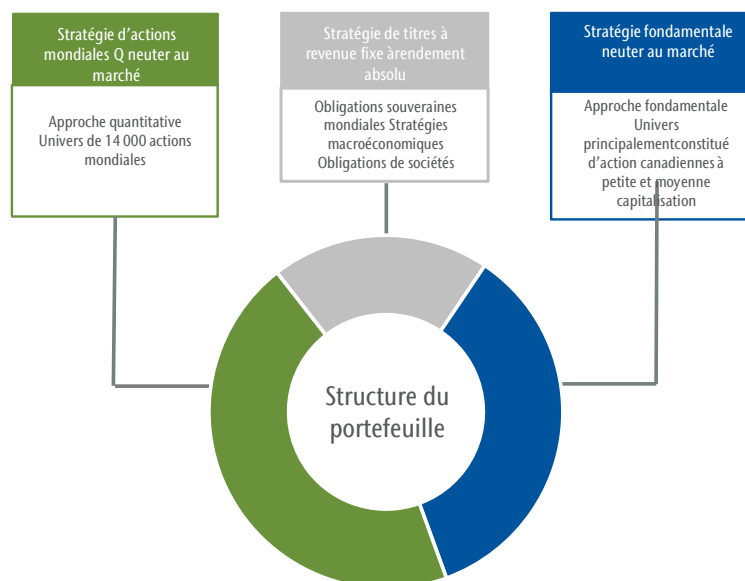 Stratégie d'actions
mondiales Q neuter au
marché
Approche quantitative
Univers de 14 000 actions
mondiales
Stratégie de titres à
revenue fixe àrendement
absolu
Obligations souveraines
mondiales Stratégies
macroéconomiques
Obligations de sociétés
Stratégie fondamentale
neuter au marché
Approche fondamentale
Univers
principalementconstitué
d'action canadiennes à
petite et moyenne
capitalisation
Structure du
portefeuille